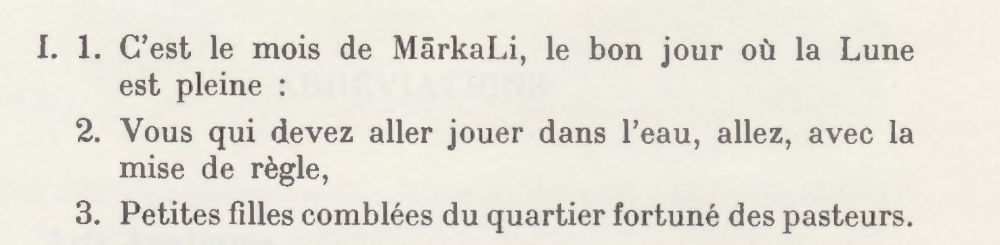 I. 1. C'est le mois de MārkaLi, le bon jour où la Lune
est pleine :
2. Vous qui devez aller jouer dans l'eau, allez, avec la
mise de règle,
3. Petites filles comblées du quartier fortuné des pasteurs.